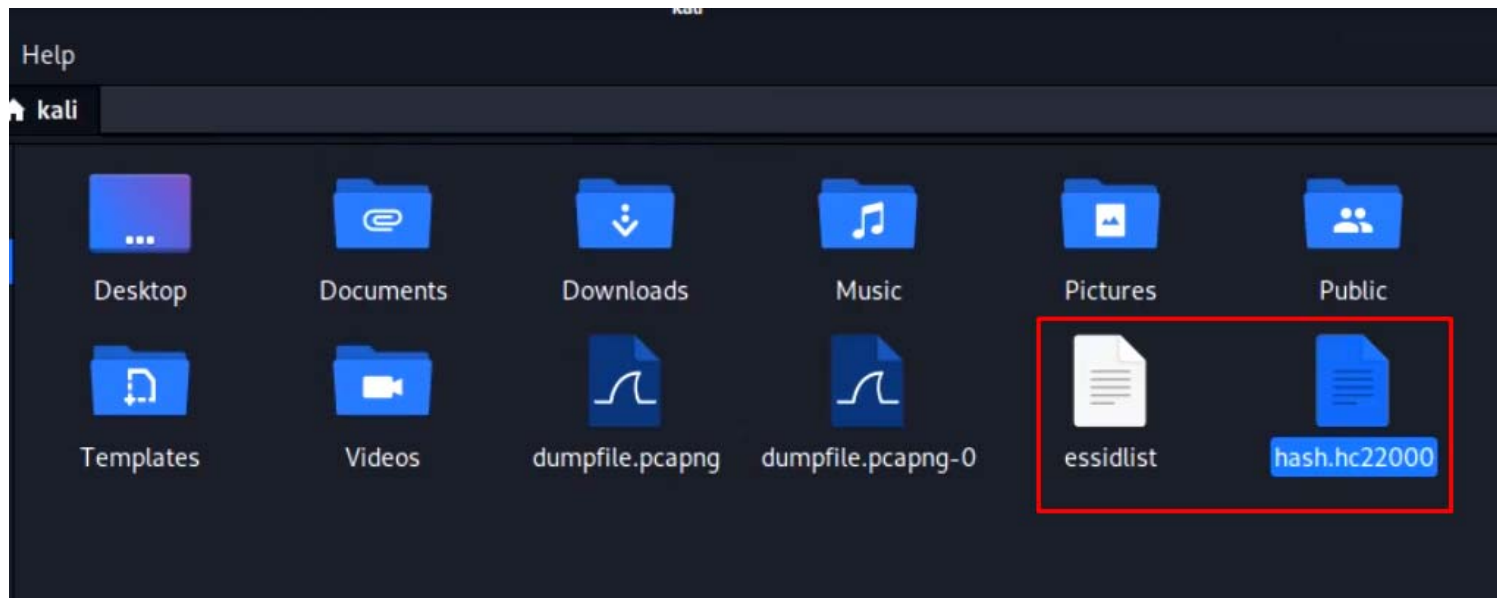 kali
Help
kali
Desktop
Documents
Downloads
Music
Pictures
Public
Templates
Videos
dumpfile.pcapng
dumpfile.pcapng-0
essidlist
hash.hc22000